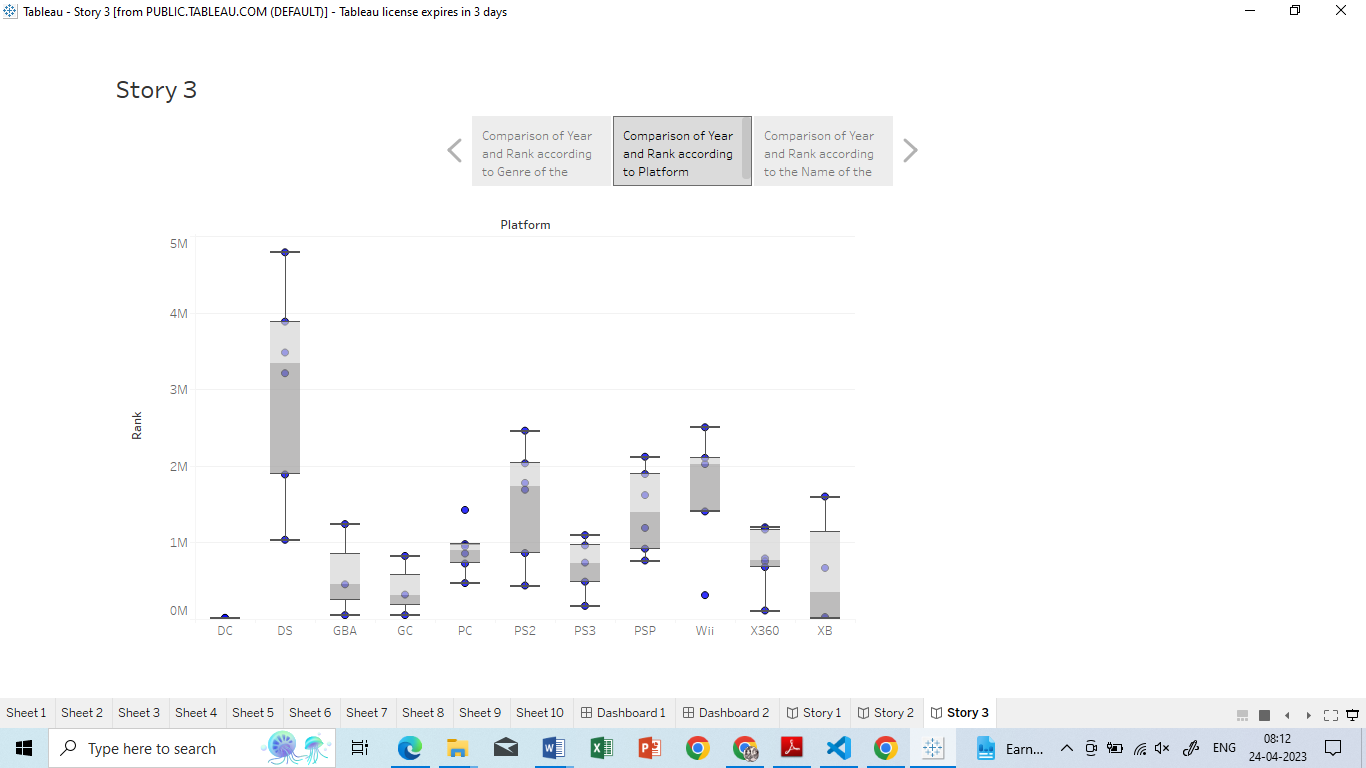 Tableau - Story 3 [from PUBLIC.TABLEAU.COM (DEFAULT)] - Tableau license expires in 3 days
Story 3
Comparison of Year
and Rank according
to Genre of the
Comparison of Year
and Rank according
to Platform
Comparison of Year
and Rank according
to the Name of the
Platform
5M
4M
3M
2M
1M
0M
Rank
DC DS GBA GC PC PS2 PS3 PSP Wii X360 XB
Sheet 1 Sheet 2 Sheet 3 Sheet 4 Sheet 5 Sheet 6 Sheet 7 Sheet 8 Sheet 9 Sheet 10 Dashboard 1 Dashboard 2 Story 1 Story 2 Story 3
Type here to search
Earn...
ENG
08:12
24-04-2023